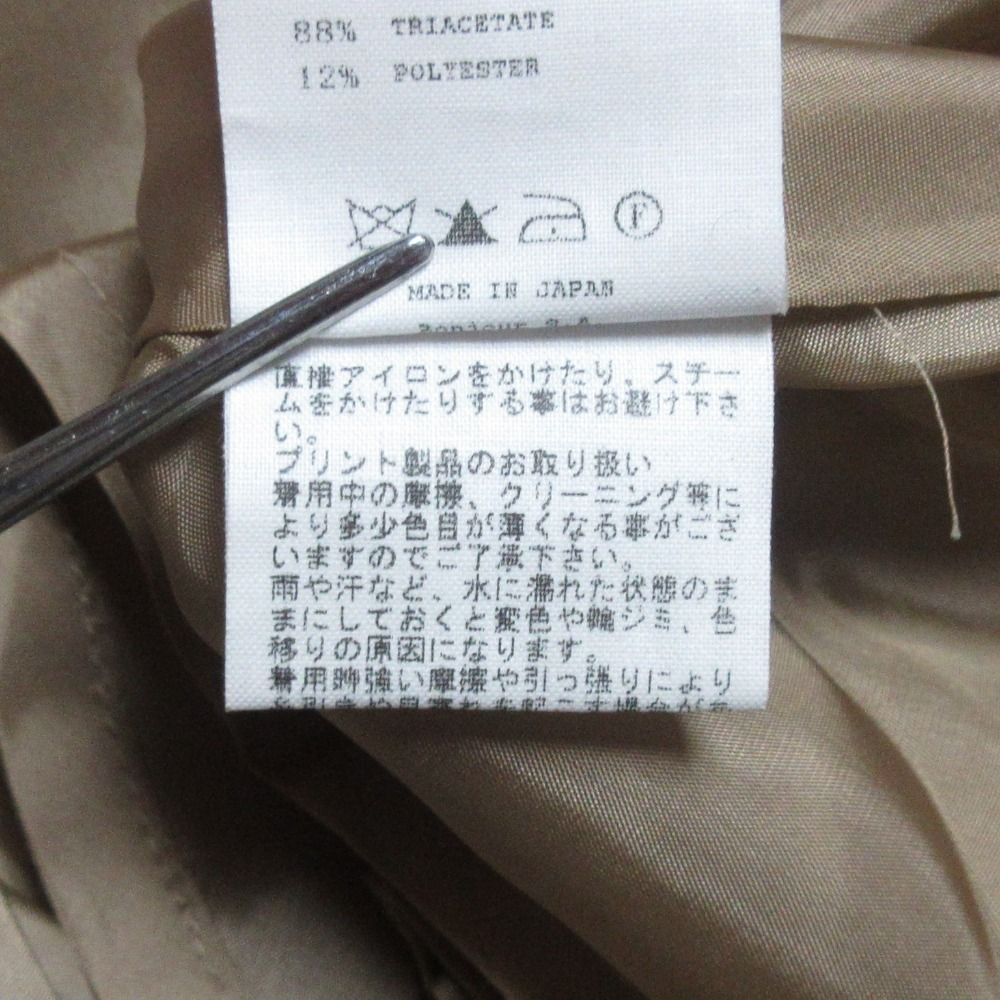 88% TRIACETATE
12% POLYESTER
F
MADE IN JAPAN
Bonjour S.A.
直接アイロンをかけたり、スチー
ムをかけたりする事はお避け下さ
い。
プリント製品のお取り扱い
着用中の摩擦、クリーニング等に
より多少色目が薄くなる事がござ
いますのでご了承下さい。
雨や汗など、水に濡れた状態のま
まにしておくと変色や輪ジミ、色
移りの原因になります。
着用時強い摩擦や引っ張りにより